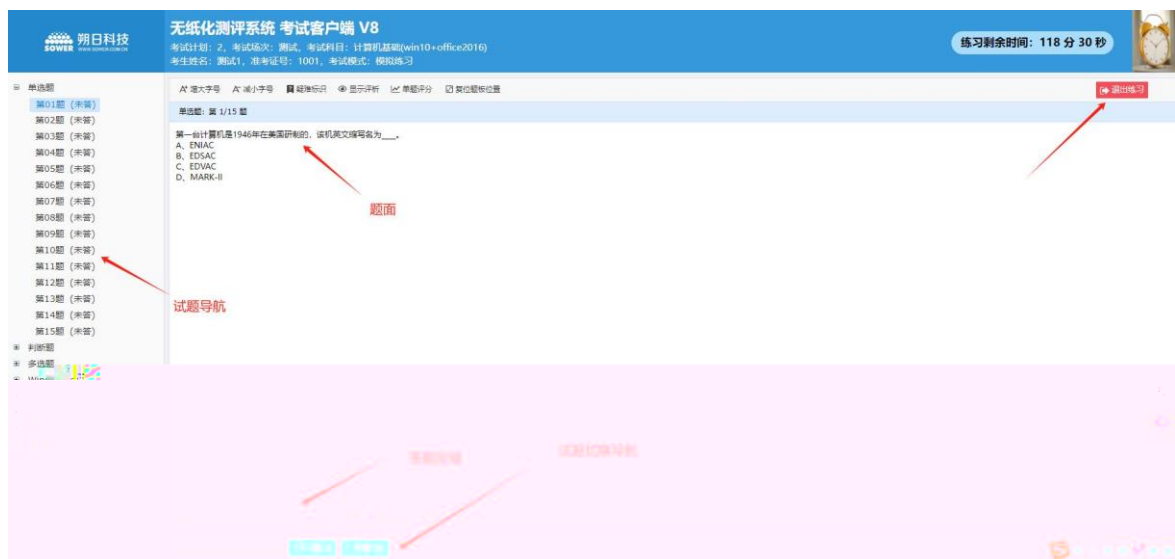 朔日科技
SOWER WWW.SOWER.COM.CN
无纸化测评系统 考试客户端 V8
考试计划: 2, 考试场次: 测试, 考试科目: 计算机基础(win10+office2016)
考生姓名: 测试1, 准考证号: 1001, 考试模式: 模拟练习
练习剩余时间: 118 分 30 秒
单选题
第01题 (未答)
第02题 (未答)
第03题 (未答)
第04题 (未答)
第05题 (未答)
第06题 (未答)
第07题 (未答)
第08题 (未答)
第09题 (未答)
第10题 (未答)
第11题 (未答)
第12题 (未答)
第13题 (未答)
第14题 (未答)
第15题 (未答)
判断题
多选题
增大字号 减小字号 疑难标识 显示评析 单题评分 复位题板位置
退出练习
单选题: 第 1/15 题
第一台计算机是1946年在美国研制的, 该机英文缩写名为___。
A、ENIAC
B、EDSAC
C、EDVAC
D、MARK-II
题面
试题导航